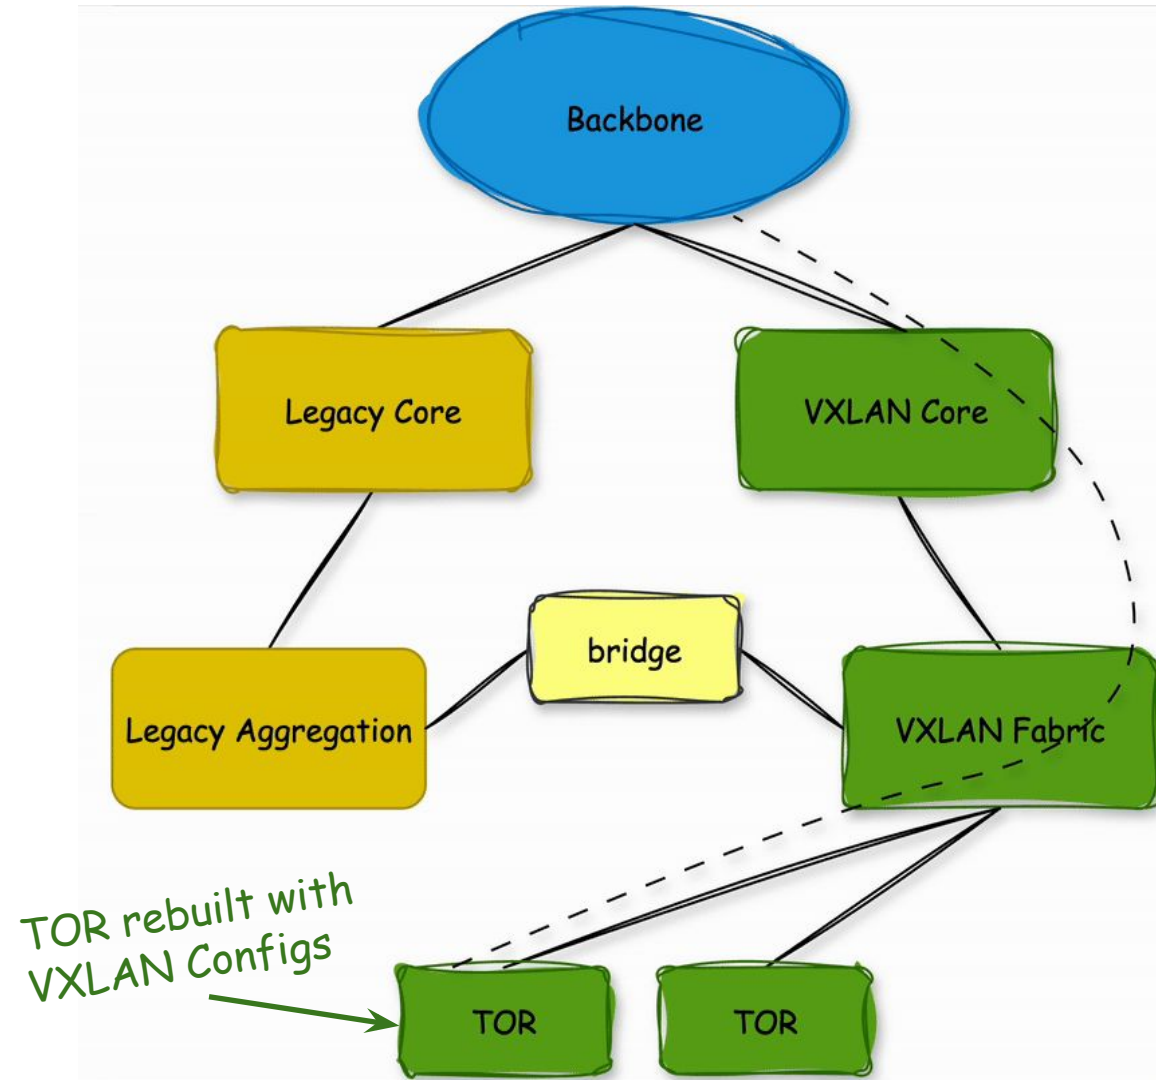 Backbone
Legacy Core
VXLAN Core
bridge
Legacy Aggregation
VXLAN Fabric
TOR rebuilt with
VXLAN Configs
TOR
TOR